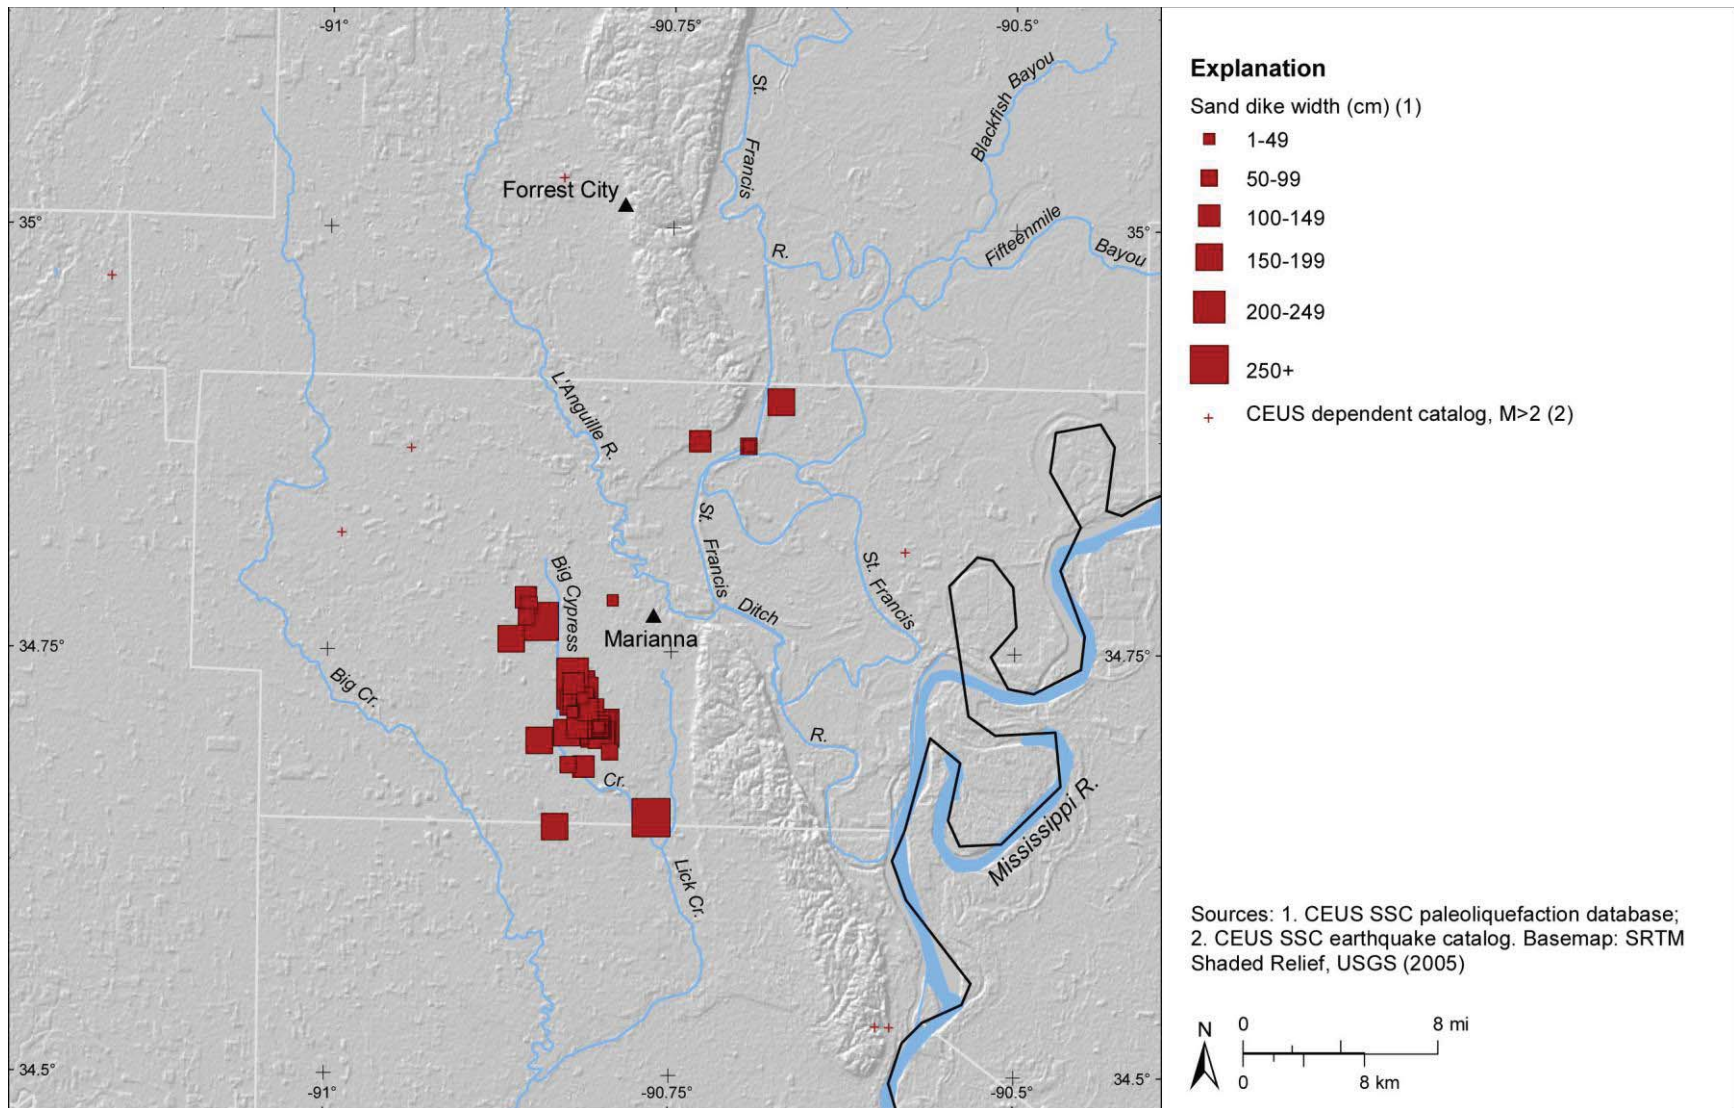 -91°
-90.75°
-90.5°
St.
Francis
R.
Blackfish Bayou
Forrest City
35°
35°
Fifteenmile
Bayou
L'Anguille R.
St.
Francis
Big Cypress
St. Francis
Ditch
Marianna
34.75°
34.75°
Big Cr.
R.
Cr.
Mississippi R.
Lick Cr.
34.5°
34.5°
-91°
-90.75°
-90.5°
Explanation
Sand dike width (cm) (1)
1-49
50-99
100-149
150-199
200-249
250+
CEUS dependent catalog, M>2 (2)
Sources: 1. CEUS SSC paleoliquefaction database;
2. CEUS SSC earthquake catalog. Basemap: SRTM
Shaded Relief, USGS (2005)
N
0 8 mi
0 8 km